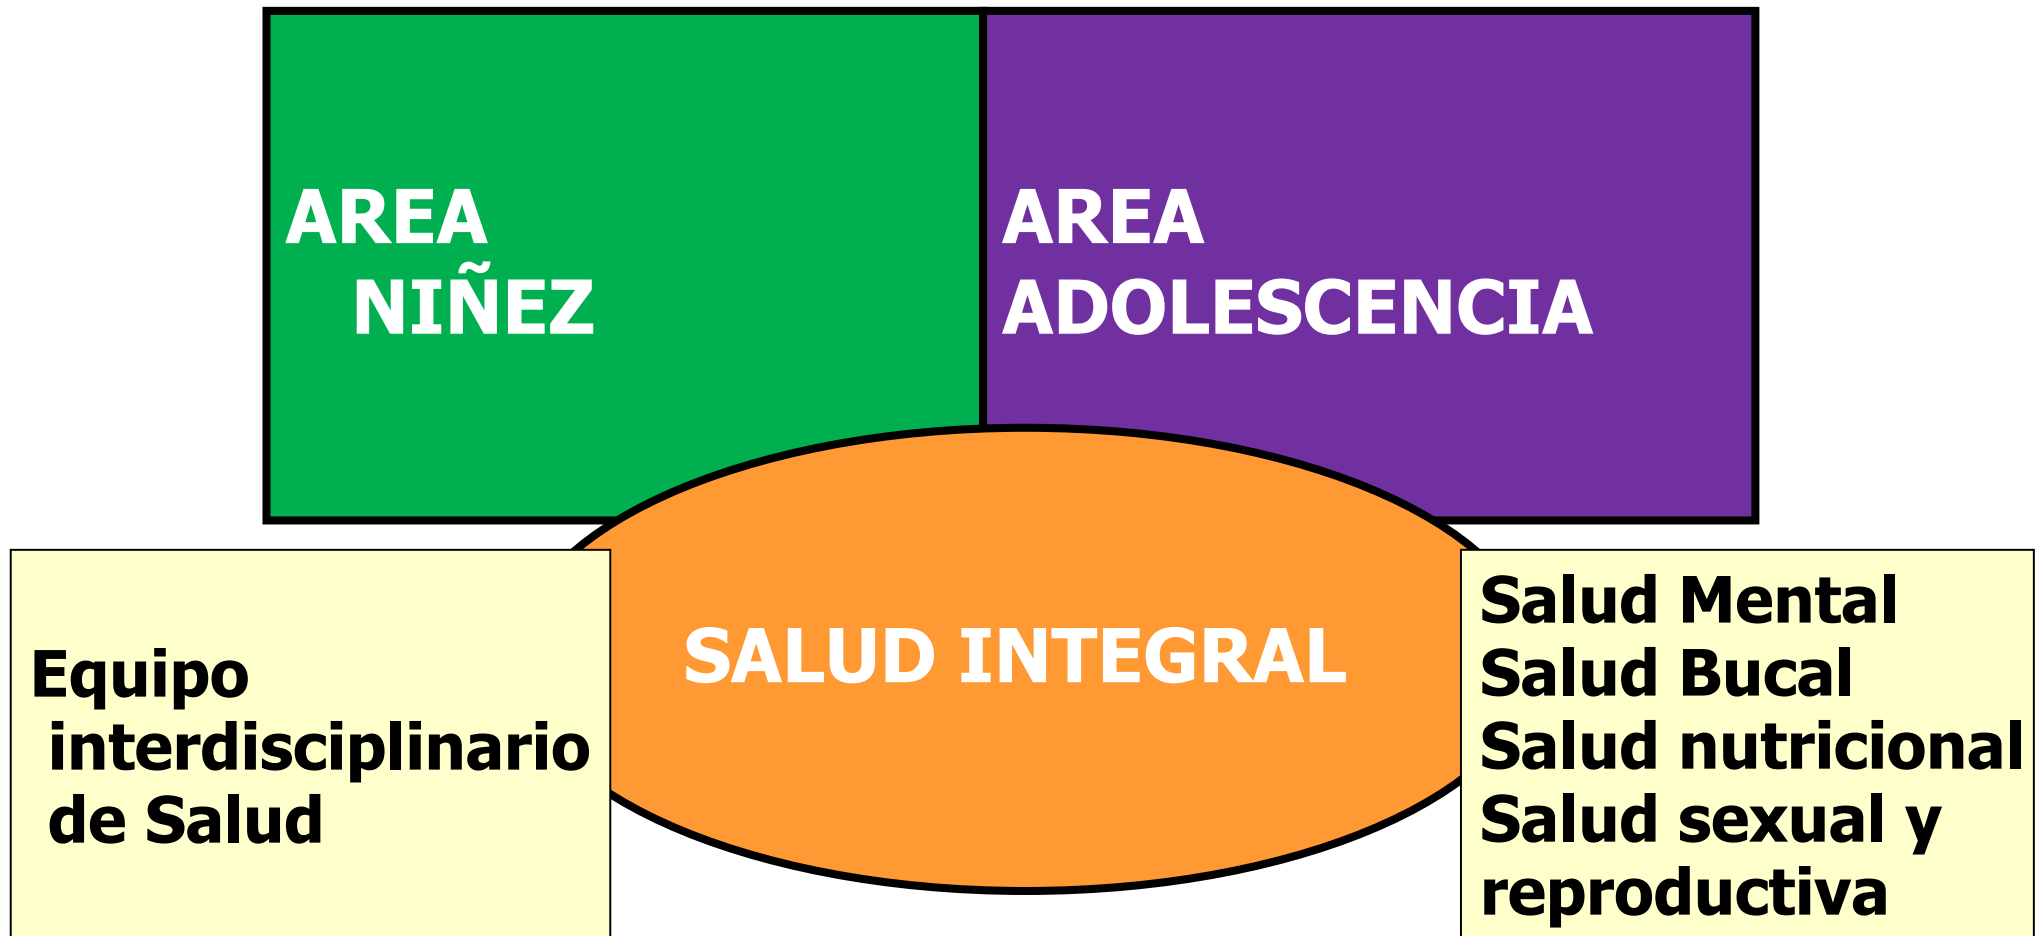 AREA
NIÑEZ
AREA
ADOLESCENCIA
SALUD INTEGRAL
Equipo
interdisciplinario
de Salud
Salud Mental
Salud Bucal
Salud nutricional
Salud sexual y
reproductiva